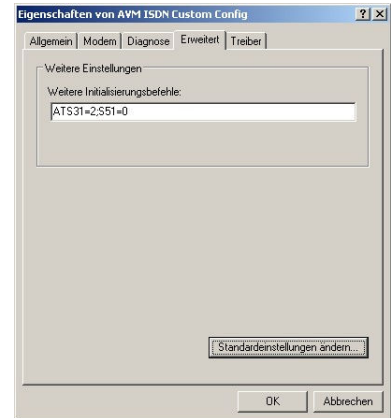 Eigenschaften von AVM ISDN Custom Config
Allgemein Modem Diagnose Erweitert Treiber
Weitere Einstellungen
Weitere Initialisierungsbefehle:
ATS31=2;S51=0
Standardeinstellungen ändern...
OK Abbrechen